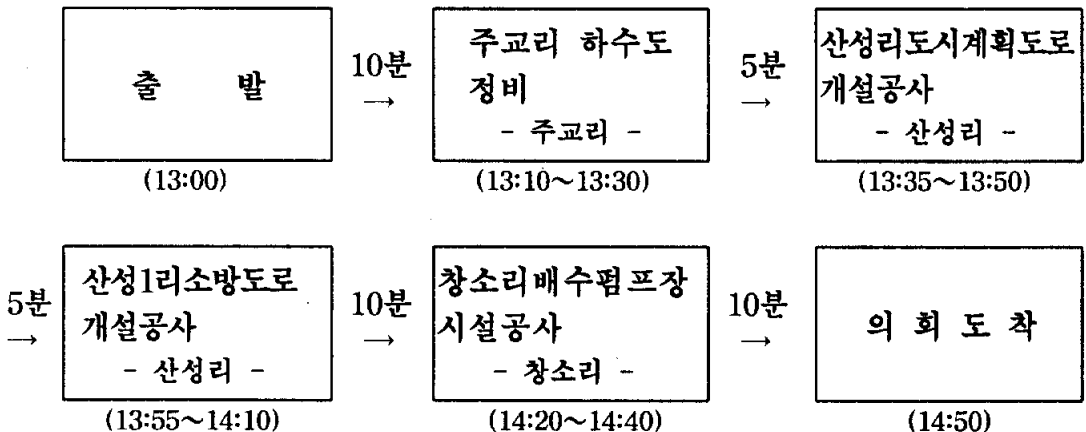 출 발
10분
→
주교리 하수도
정비
- 주교리 -
5분
→
산성리도시계획도로
개설공사
- 산성리 -
(13:00)
(13:10~13:30)
(13:35~13:50)
5분
→
산성1리소방도로
개설공사
- 산성리 -
10분
→
창소리배수펌프장
시설공사
- 창소리 -
10분
→
의 회 도 착
(13:55~14:10)
(14:20~14:40)
(14:50)